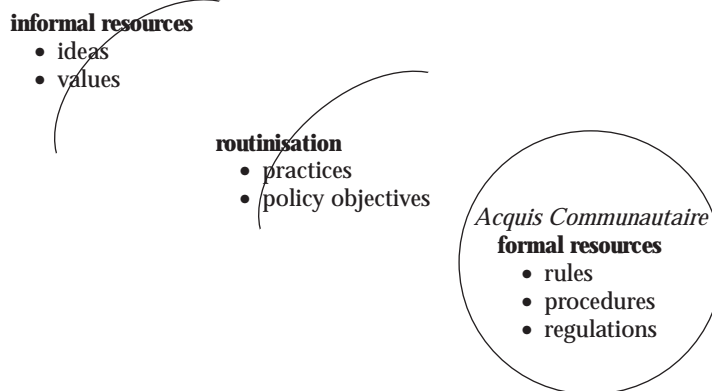 informal resources
• ideas
• values
routinisation
• practices
• policy objectives
Acquis Communautaire
formal resources
• rules
• procedures
• regulations